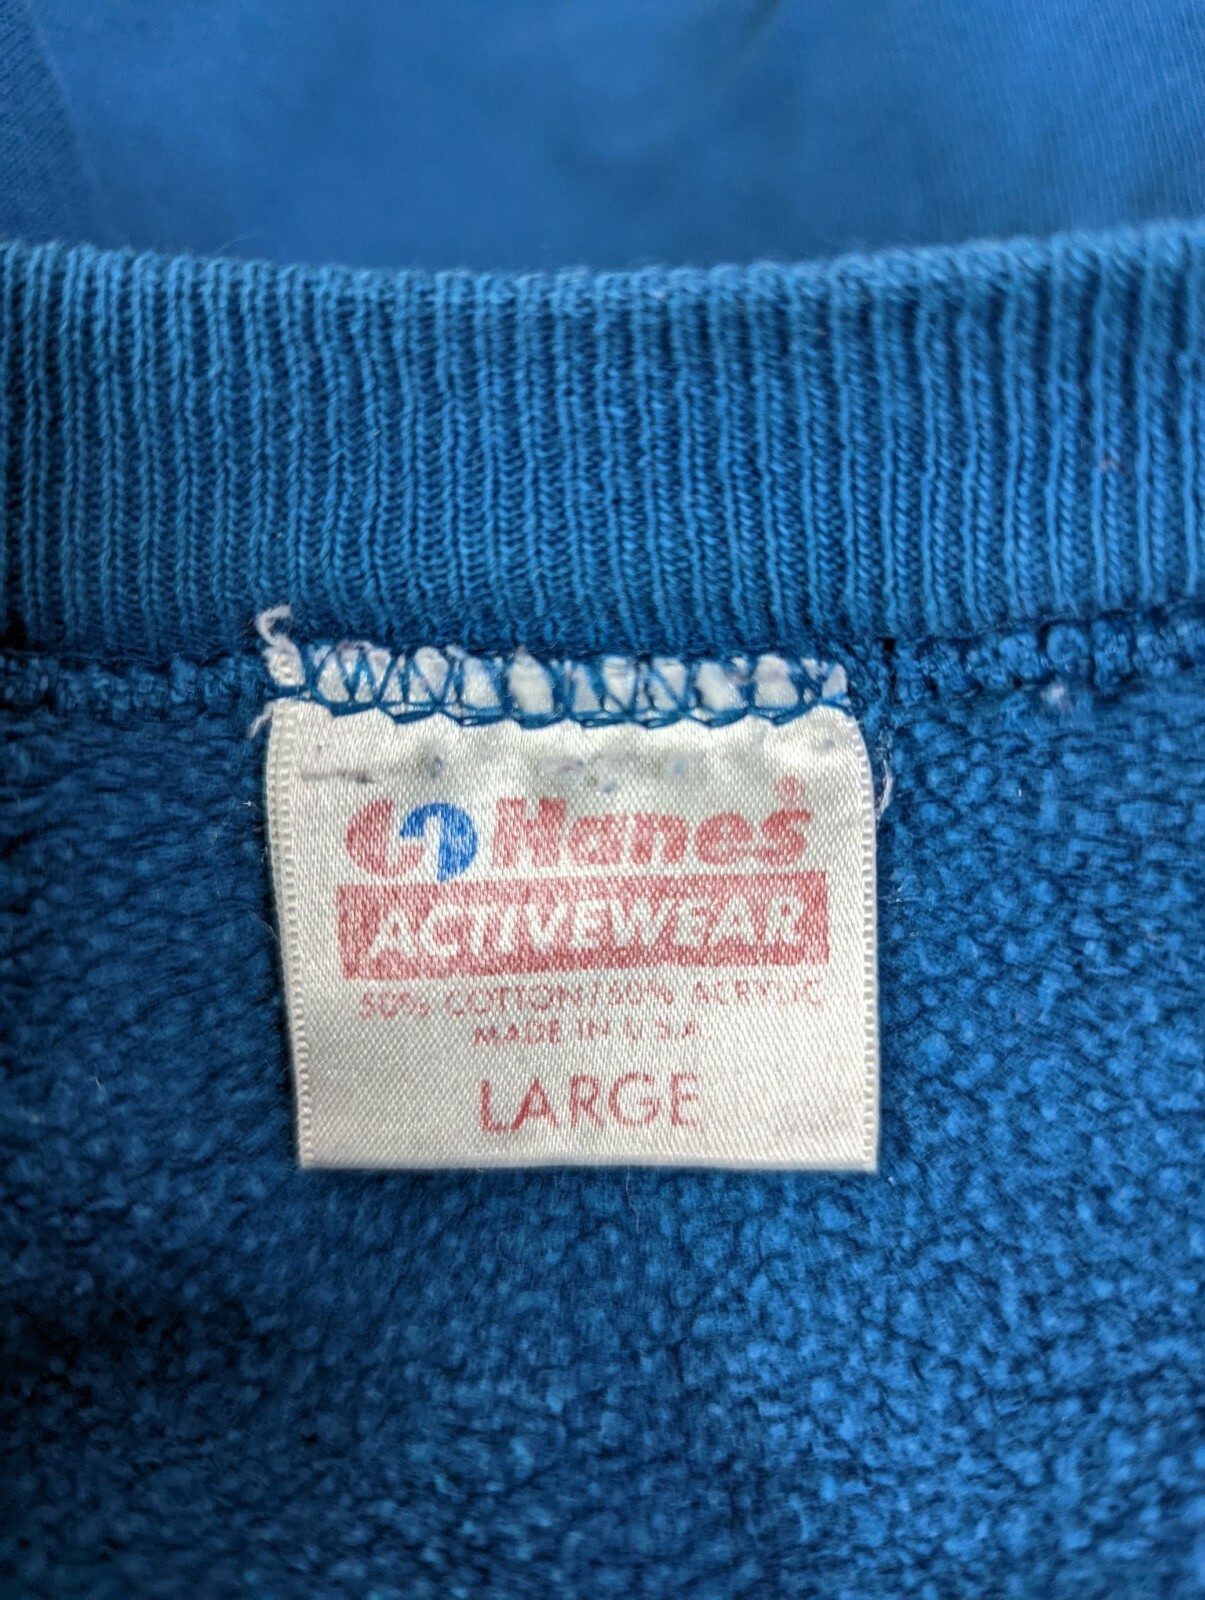 Hanes®
ACTIVEWEAR
50% COTTON/50% ACRYLIC
MADE IN U.S.A
LARGE